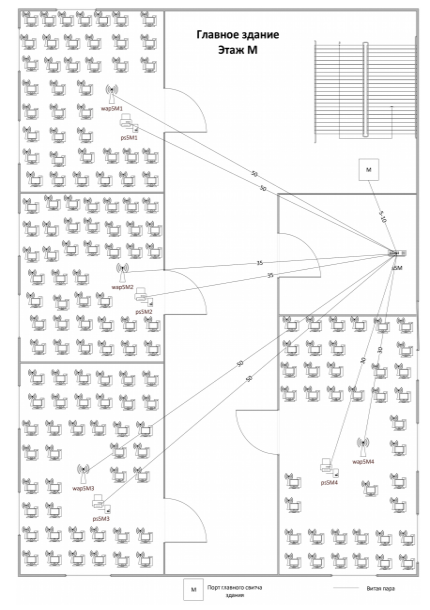 Главное здание
Этаж М
wapSM1
psSM1
50
50
М
5-10
sSM
wapSM2
35
psSM2
35
50
50
30
30
wapSM3
psSM3
wapSM4
psSM4
М
Порт главного свитча
здания
Витая пара